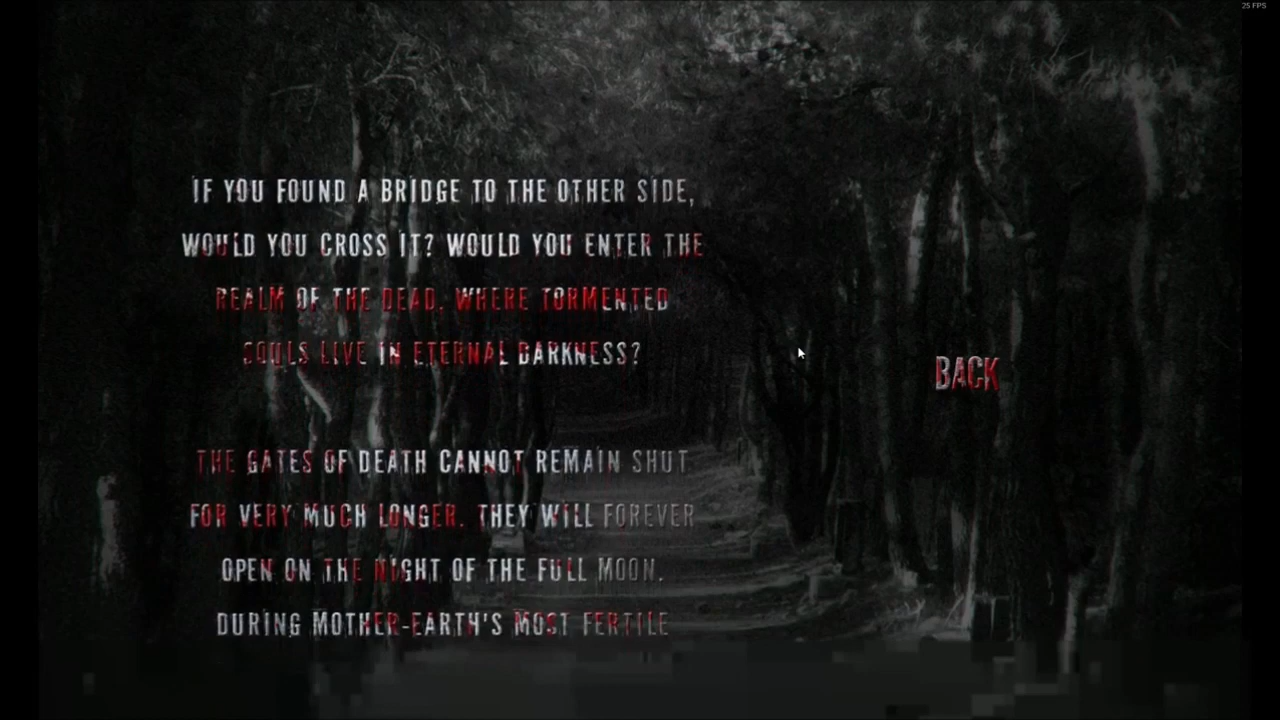 25 FPS
IF YOU FOUND A BRIDGE TO THE OTHER SIDE,
WOULD YOU CROSS IT? WOULD YOU ENTER THE
REALM OF THE DEAD, WHERE TORMENTED
SOULS LIVE IN ETERNAL DARKNESS?
BACK
THE GATES OF DEATH CANNOT REMAIN SHUT
FOR VERY MUCH LONGER. THEY WILL FOREVER
OPEN ON THE NIGHT OF THE FULL MOON,
DURING MOTHER-EARTH'S MOST FERTILE